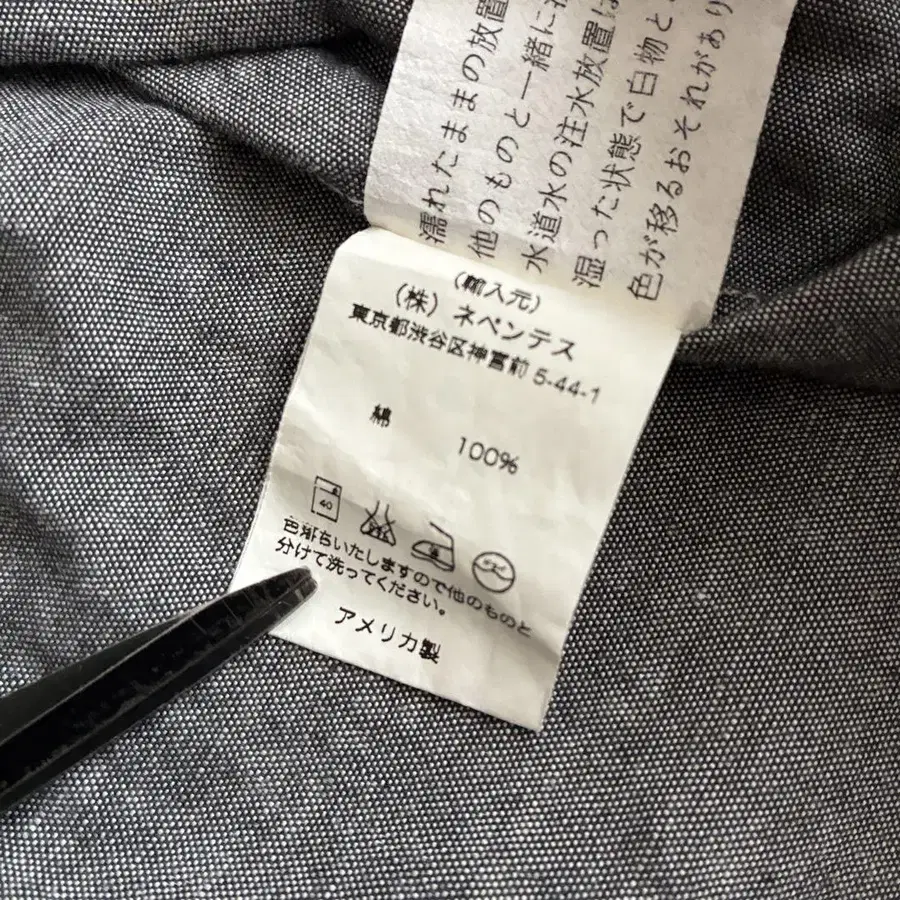 濡れたままの放置
他のものと一緒に
水道水の注水放置は
湿った状態で白物と
色が移るおそれがあり
(輸入元)
(株) ネペンテス
東京都渋谷区神宮前 5-44-1
綿 100%
40
色落ちいたしますので他のものと
分けて洗ってください。
アメリカ製